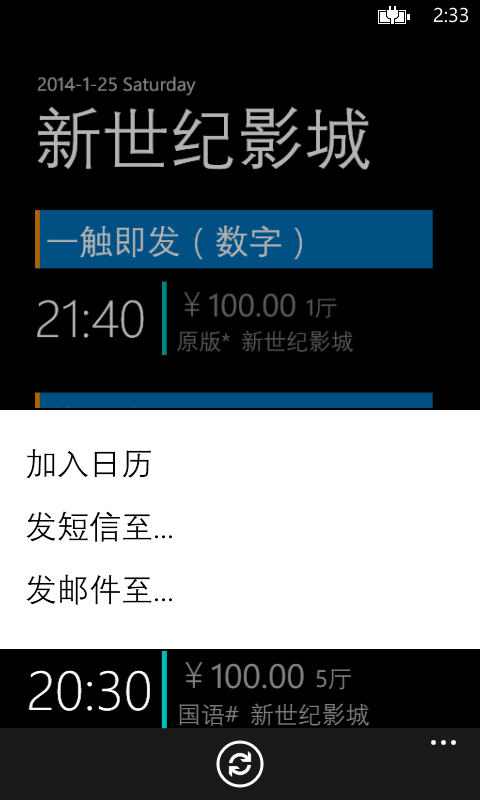 2:33
2014-1-25 Saturday
新世纪影城
一触即发（数字）
21:40
￥100.00 1厅
原版* 新世纪影城
加入日历
发短信至...
发邮件至...
20:30
￥100.00 5厅
国语# 新世纪影城